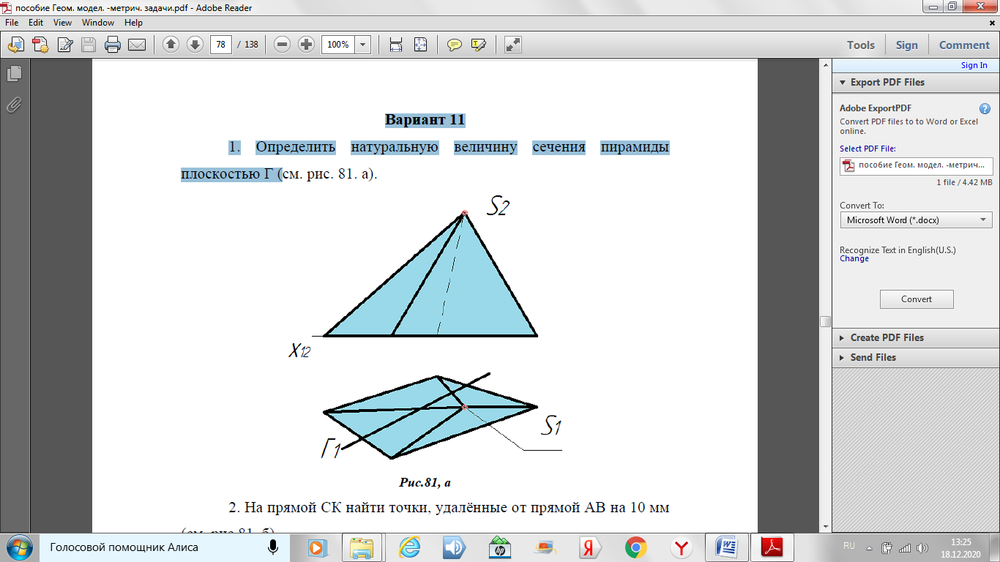 пособие Геом. модел. -метрич. задачи.pdf - Adobe Reader
File Edit View Window Help
78 / 138 100% Tools Sign Comment
Sign In
Export PDF Files
Adobe ExportPDF
Convert PDF files to to Word or Excel
online.
Select PDF File:
пособие Геом. модел. -метрич...
1 file / 4.42 MB
Convert To:
Microsoft Word (*.docx)
Recognize Text in English(U.S.)
Change
Convert
Create PDF Files
Send Files
Вариант 11
1. Определить натуральную величину сечения пирамиды
плоскостью Г (см. рис. 81. а).
S2
X12
S1
Г1
Рис.81, а
2. На прямой СК найти точки, удалённые от прямой АВ на 10 мм
(см. рис.81, б)
Голосовой помощник Алиса
RU
13:25
18.12.2020